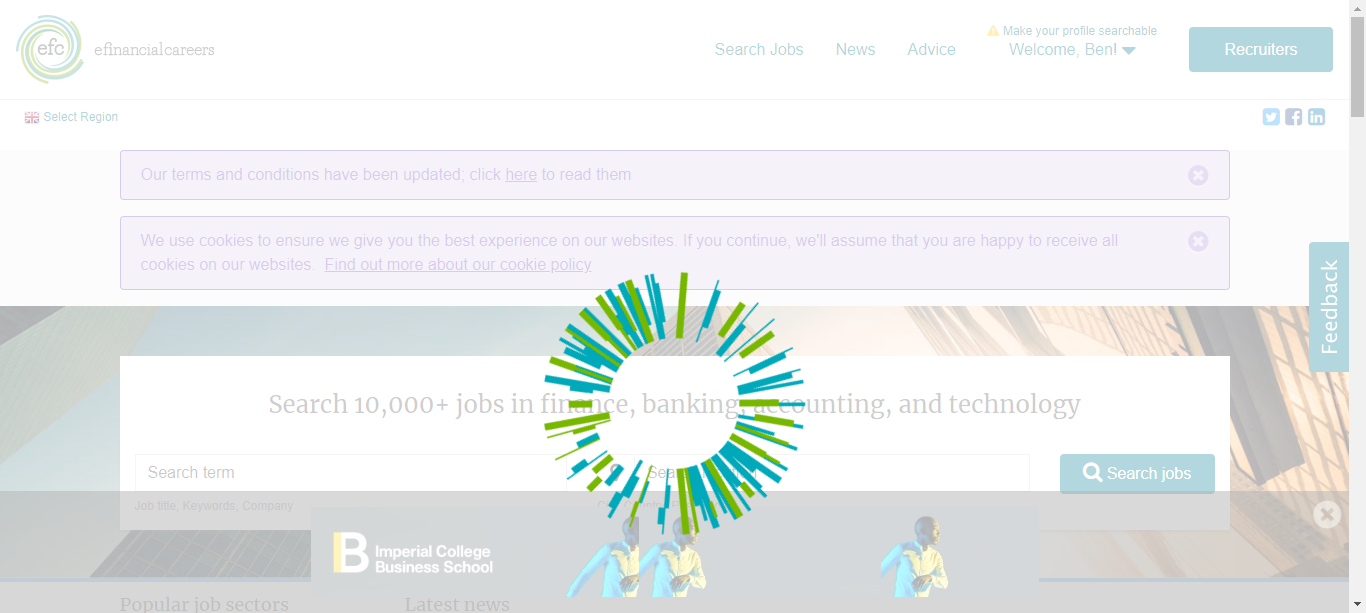 efc
efinancialcareers
Search Jobs
News
Advice
Make your profile searchable
Welcome, Ben!
Recruiters
Select Region
Our terms and conditions have been updated; click here to read them
We use cookies to ensure we give you the best experience on our websites. If you continue, we'll assume that you are happy to receive all
cookies on our websites. Find out more about our cookie policy
Feedback
Search 10,000+ jobs in finance, banking, accounting, and technology
Search term
Search jobs
Job title, Keywords, Company
B Imperial College
Business School
Popular job sectors
Latest news